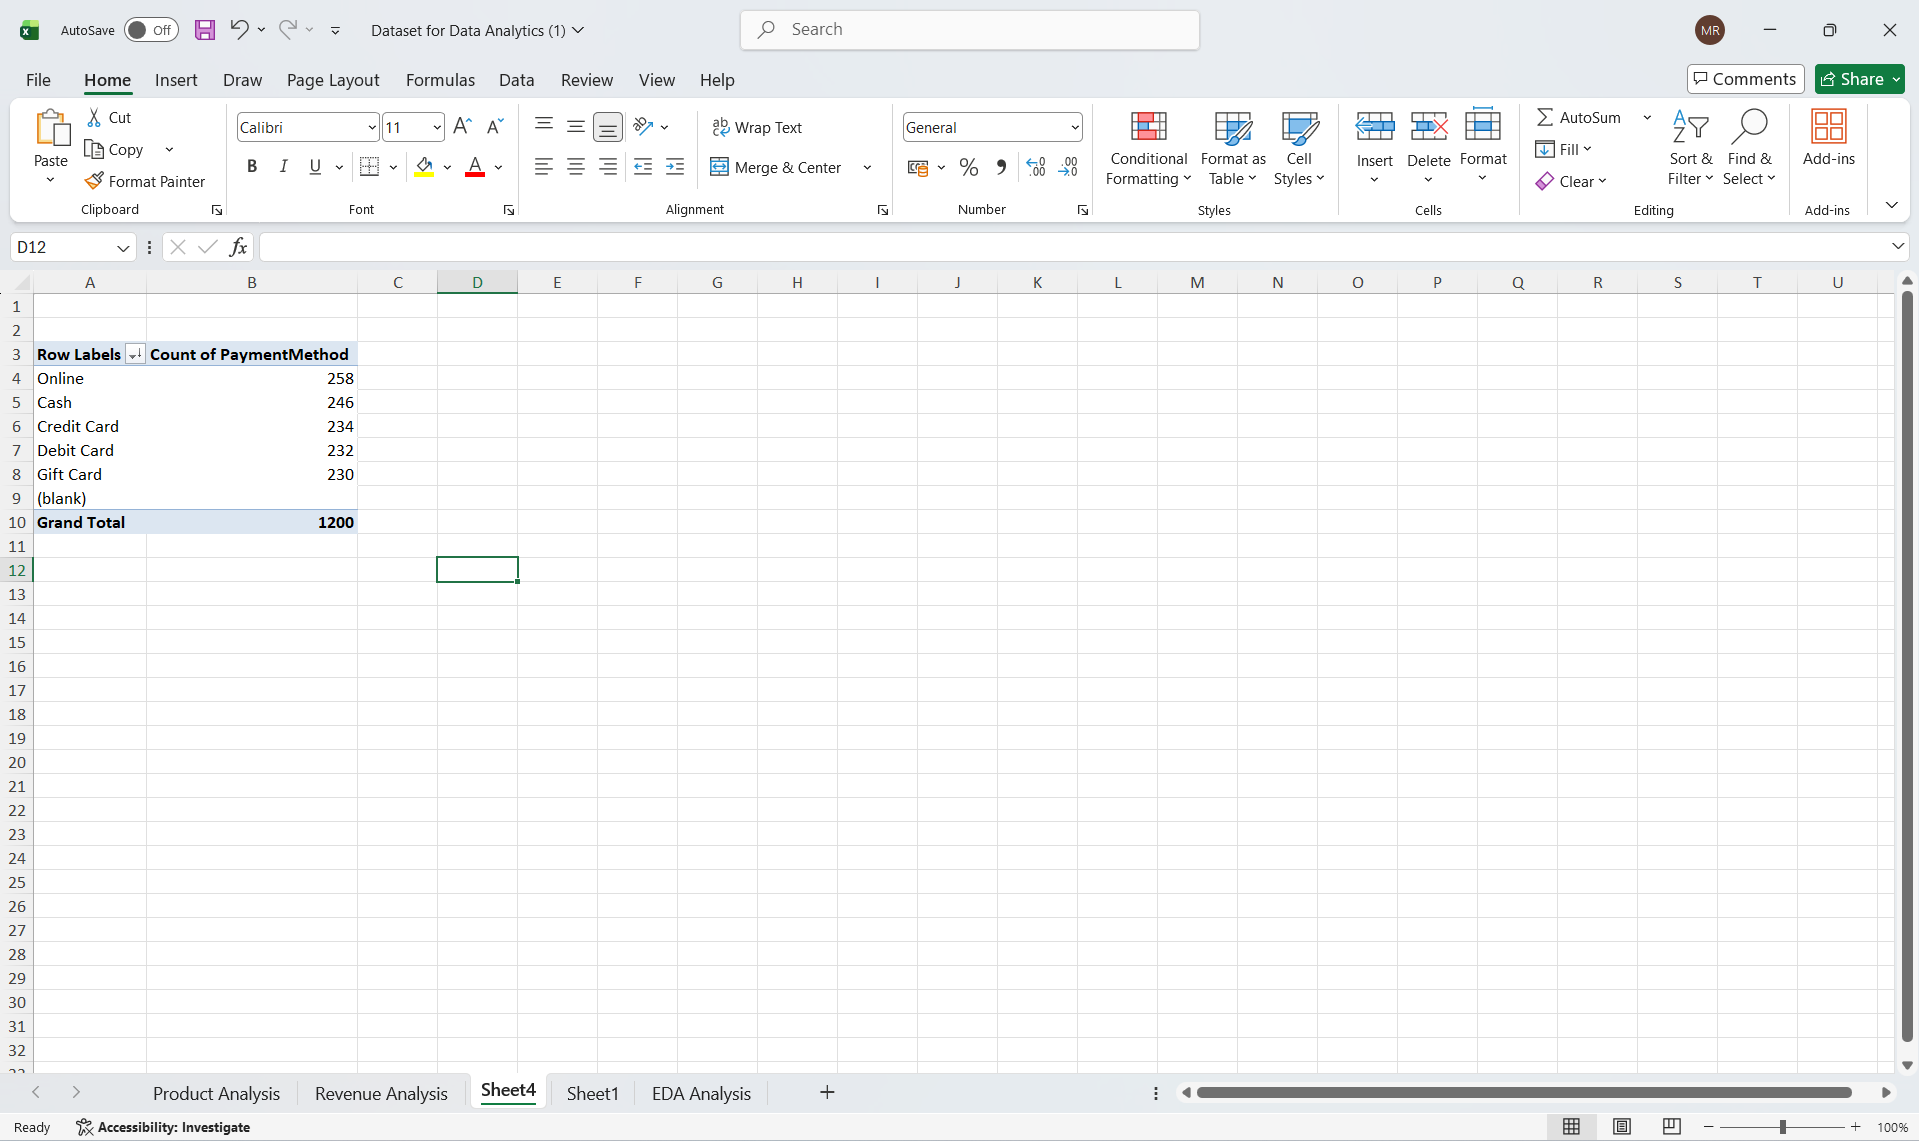 AutoSave Off Dataset for Data Analytics (1) Search MR
File Home Insert Draw Page Layout Formulas Data Review View Help Comments Share
Paste
Cut
Copy
Format Painter
Clipboard
Calibri 11
B I U
Font
Wrap Text
Merge & Center
Alignment
General
Number
Conditional Formatting
Format as Table
Cell Styles
Styles
Insert Delete Format
Cells
AutoSum
Fill
Clear
Sort & Filter
Find & Select
Editing
Add-ins
Add-ins
D12 fx
A B C D E F G H I J K L M N O P Q R S T U
1
2
3 Row Labels Count of PaymentMethod
4 Online 258
5 Cash 246
6 Credit Card 234
7 Debit Card 232
8 Gift Card 230
9 (blank)
10 Grand Total 1200
11
12
13
14
15
16
17
18
19
20
21
22
23
24
25
26
27
28
29
30
31
32
Product Analysis Revenue Analysis Sheet4 Sheet1 EDA Analysis
Ready Accessibility: Investigate 100%